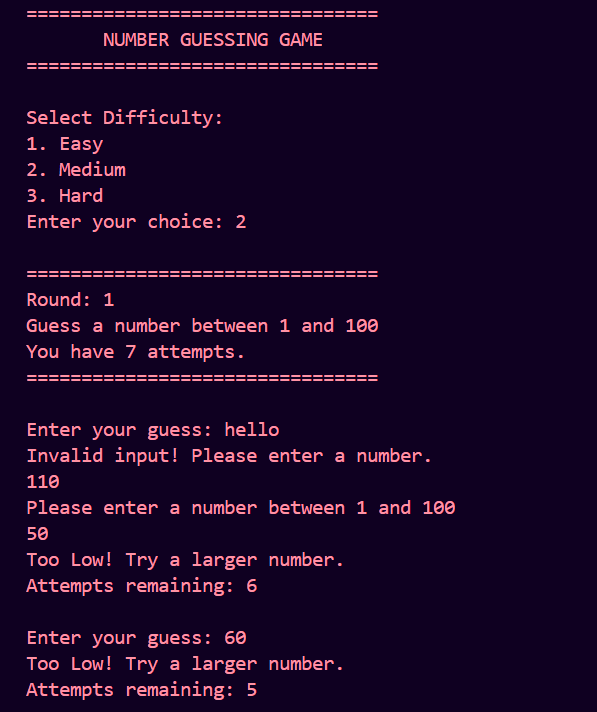 ================================
NUMBER GUESSING GAME
================================
Select Difficulty:
1. Easy
2. Medium
3. Hard
Enter your choice: 2
================================
Round: 1
Guess a number between 1 and 100
You have 7 attempts.
================================
Enter your guess: hello
Invalid input! Please enter a number.
110
Please enter a number between 1 and 100
50
Too Low! Try a larger number.
Attempts remaining: 6
Enter your guess: 60
Too Low! Try a larger number.
Attempts remaining: 5